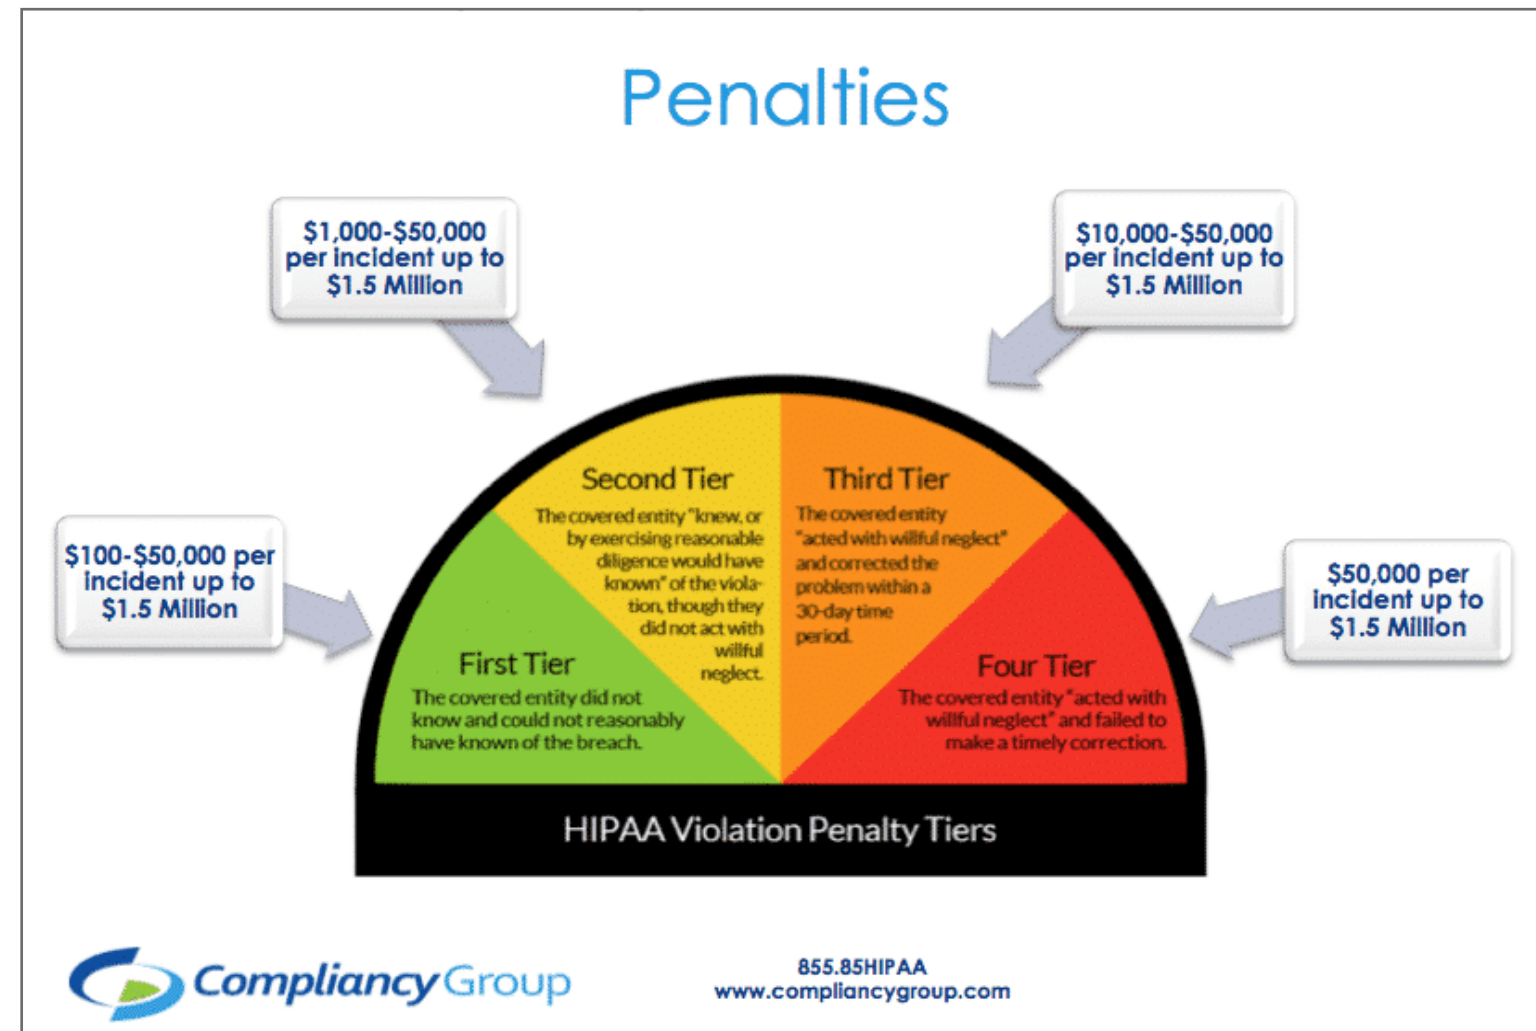 Penalties
$1,000-$50,000
per incident up to
$1.5 Million
$10,000-$50,000
per incident up to
$1.5 Million
$100-$50,000 per
incident up to
$1.5 Million
$50,000 per
incident up to
$1.5 Million
First Tier
The covered entity did not
know and could not reasonably
have known of the breach.
Second Tier
The covered entity "knew, or
by exercising reasonable
diligence would have
known" of the viola-
tion, though they
did not act with
willful
neglect.
Third Tier
The covered entity
"acted with willful neglect"
and corrected the
problem within a
30-day time
period.
Four Tier
The covered entity "acted with
willful neglect" and failed to
make a timely correction.
HIPAA Violation Penalty Tiers
Compliancy Group
855.85HIPAA
www.compliancygroup.com